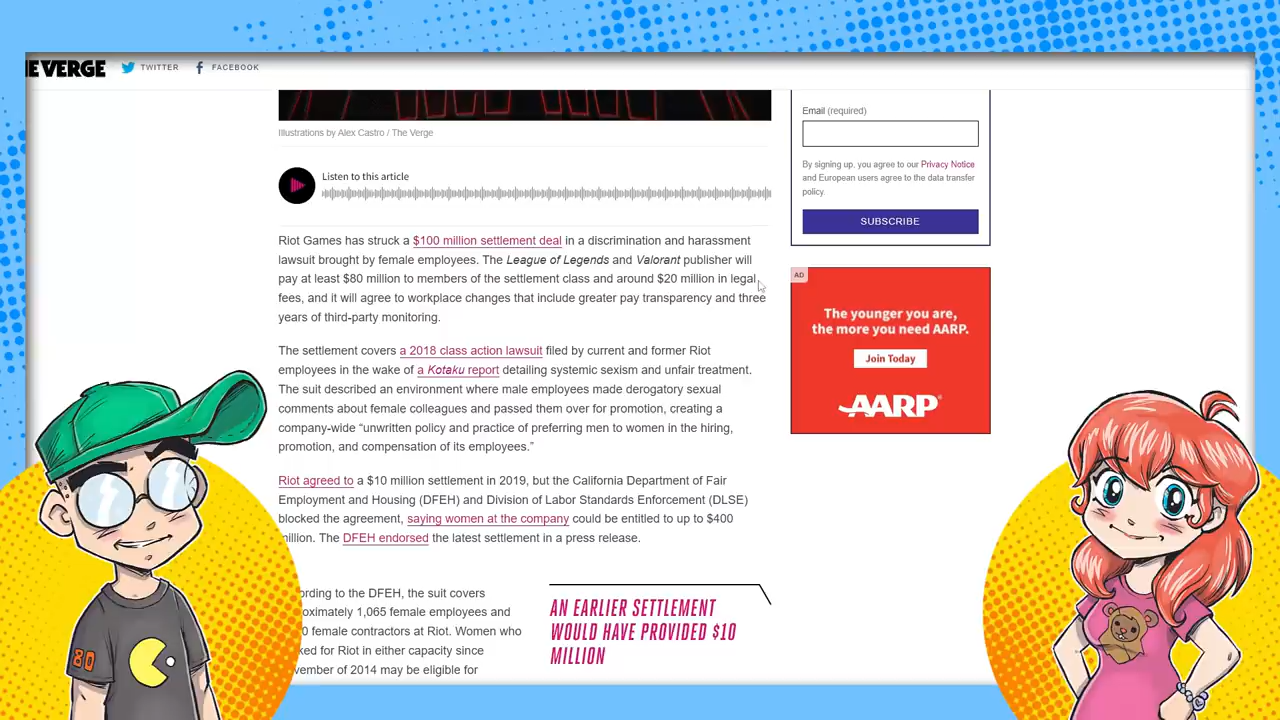 E VERGE
TWITTER
FACEBOOK
Illustrations by Alex Castro / The Verge
Listen to this article
Riot Games has struck a $100 million settlement deal in a discrimination and harassment
lawsuit brought by female employees. The League of Legends and Valorant publisher will
pay at least $80 million to members of the settlement class and around $20 million in legal
fees, and it will agree to workplace changes that include greater pay transparency and three
years of third-party monitoring.
The settlement covers a 2018 class action lawsuit filed by current and former Riot
employees in the wake of a Kotaku report detailing systemic sexism and unfair treatment.
The suit described an environment where male employees made derogatory sexual
comments about female colleagues and passed them over for promotion, creating a
company-wide “unwritten policy and practice of preferring men to women in the hiring,
promotion, and compensation of its employees.”
Riot agreed to a $10 million settlement in 2019, but the California Department of Fair
Employment and Housing (DFEH) and Division of Labor Standards Enforcement (DLSE)
blocked the agreement, saying women at the company could be entitled to up to $400
million. The DFEH endorsed the latest settlement in a press release.
ording to the DFEH, the suit covers
oximately 1,065 female employees and
0 female contractors at Riot. Women who
ked for Riot in either capacity since
vember of 2014 may be eligible for
AN EARLIER SETTLEMENT
WOULD HAVE PROVIDED $10
MILLION
Email (required)
By signing up, you agree to our Privacy Notice
and European users agree to the data transfer
policy.
SUBSCRIBE
AD
The younger you are,
the more you need AARP.
Join Today
AARP
80